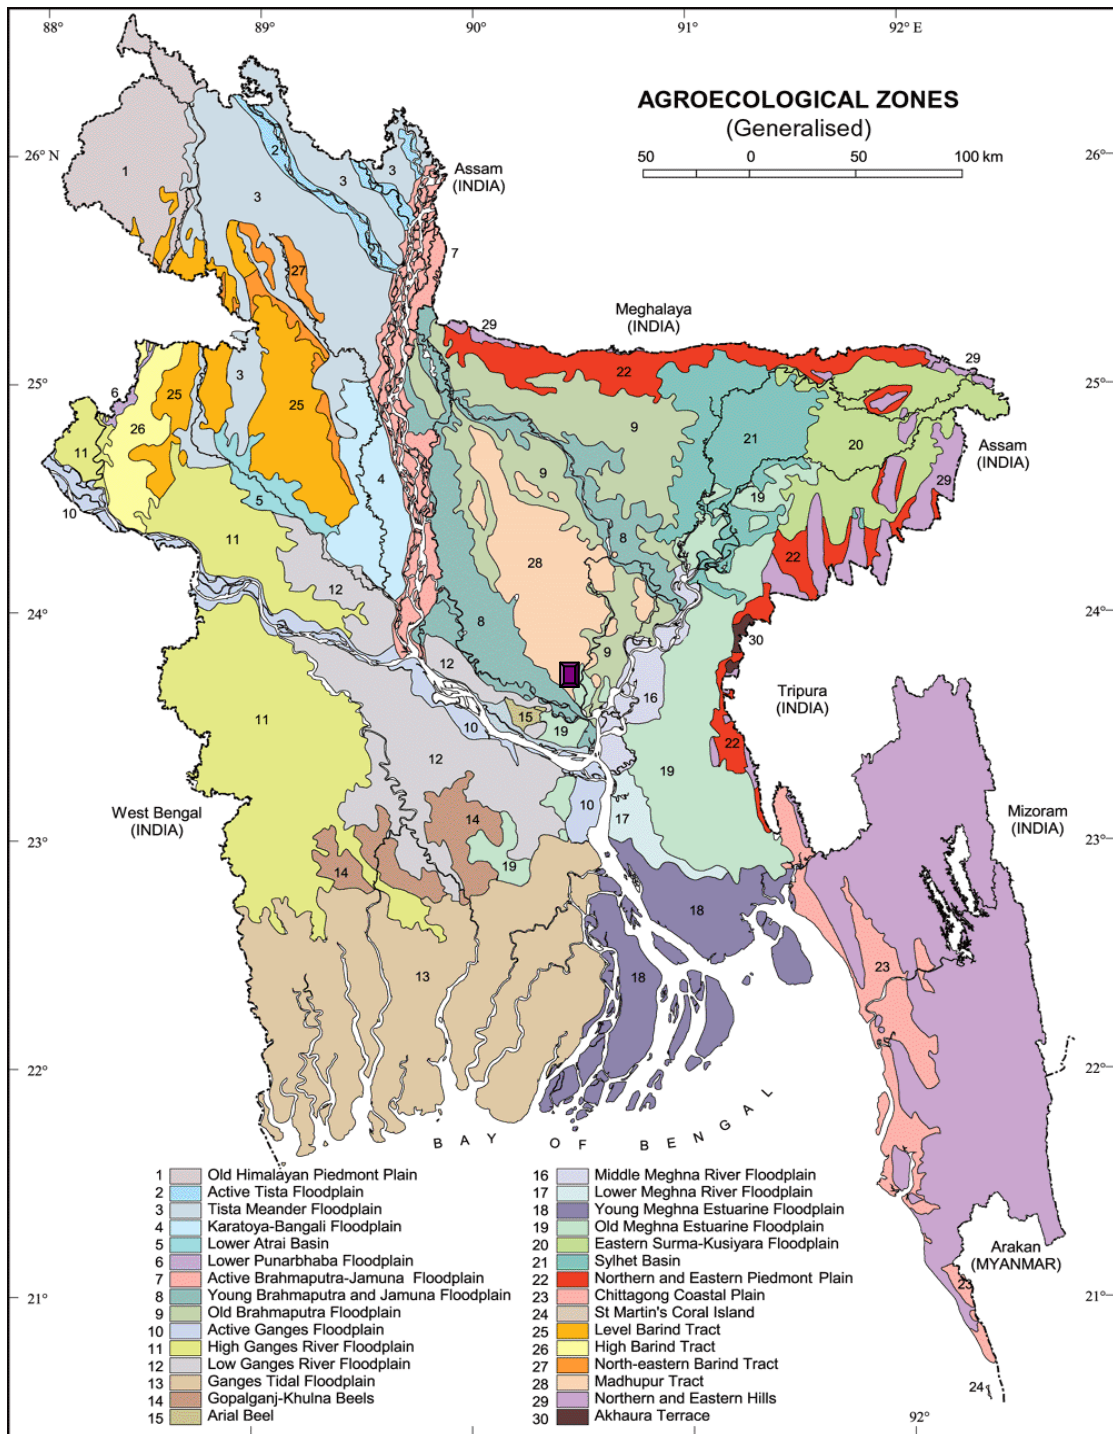 88°
89°
90°
91°
92° E
AGROECOLOGICAL ZONES
(Generalised)
50 0 50 100 km
26° N
26°
Assam
(INDIA)
1
2
3
3
3
7
27
Meghalaya
(INDIA)
29
29
22
25°
25°
6
25
3
25
26
11
9
21
20
Assam
(INDIA)
10
5
4
9
19
29
11
8
28
22
12
24°
24°
8
9
30
12
16
Tripura
(INDIA)
11
15
10
19
22
12
19
West Bengal
(INDIA)
10
17
Mizoram
(INDIA)
14
23°
23°
14
19
18
13
18
23
22°
22°
BAY OF BENGAL
1 Old Himalayan Piedmont Plain
2 Active Tista Floodplain
3 Tista Meander Floodplain
4 Karatoya-Bangali Floodplain
5 Lower Atrai Basin
6 Lower Punarbhaba Floodplain
7 Active Brahmaputra-Jamuna Floodplain
8 Young Brahmaputra and Jamuna Floodplain
9 Old Brahmaputra Floodplain
10 Active Ganges Floodplain
11 High Ganges River Floodplain
12 Low Ganges River Floodplain
13 Ganges Tidal Floodplain
14 Gopalganj-Khulna Beels
15 Arial Beel
16 Middle Meghna River Floodplain
17 Lower Meghna River Floodplain
18 Young Meghna Estuarine Floodplain
19 Old Meghna Estuarine Floodplain
20 Eastern Surma-Kusiyara Floodplain
21 Sylhet Basin
22 Northern and Eastern Piedmont Plain
23 Chittagong Coastal Plain
24 St Martin's Coral Island
25 Level Barind Tract
26 High Barind Tract
27 North-eastern Barind Tract
28 Madhupur Tract
29 Northern and Eastern Hills
30 Akhaura Terrace
Arakan
(MYANMAR)
21°
23
21°
24
92°